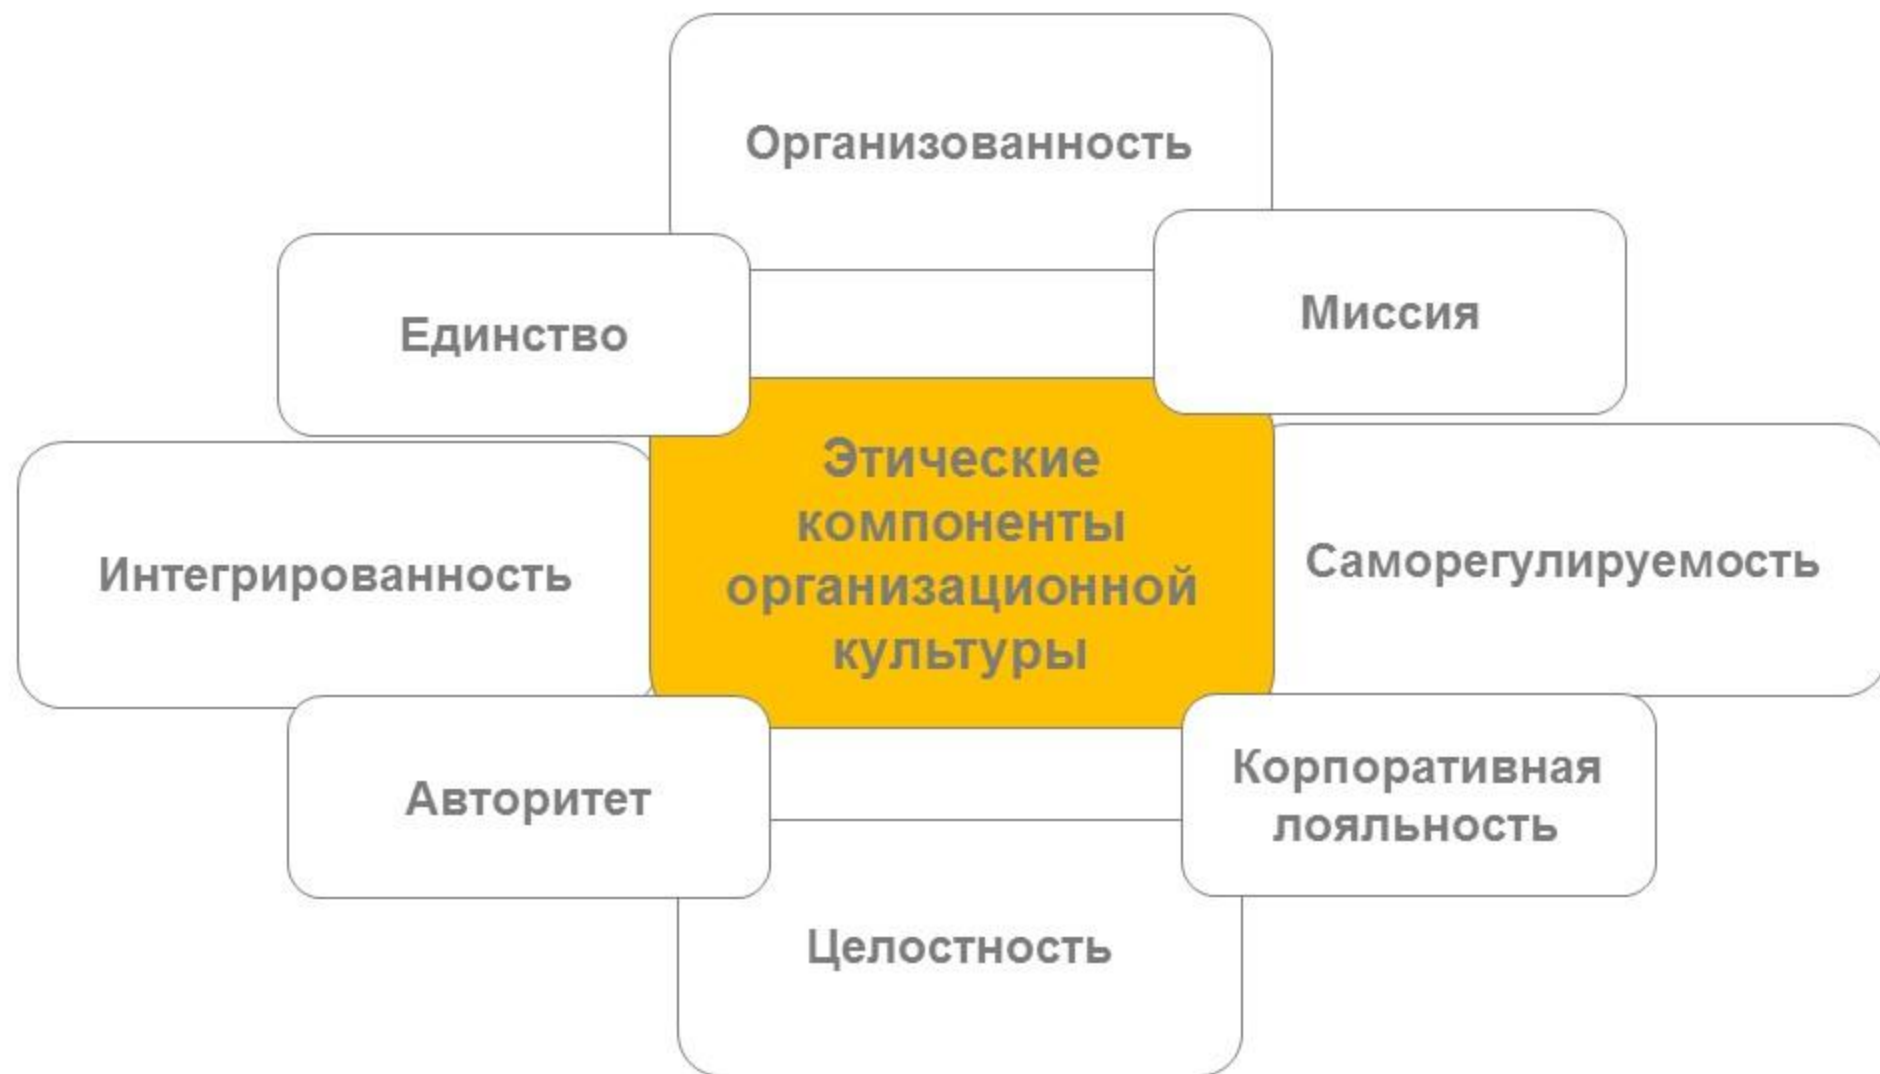 Организованность
Единство
Миссия
Этические
компоненты
организационной
культуры
Интегрированность
Саморегулируемость
Авторитет
Корпоративная
лояльность
Целостность